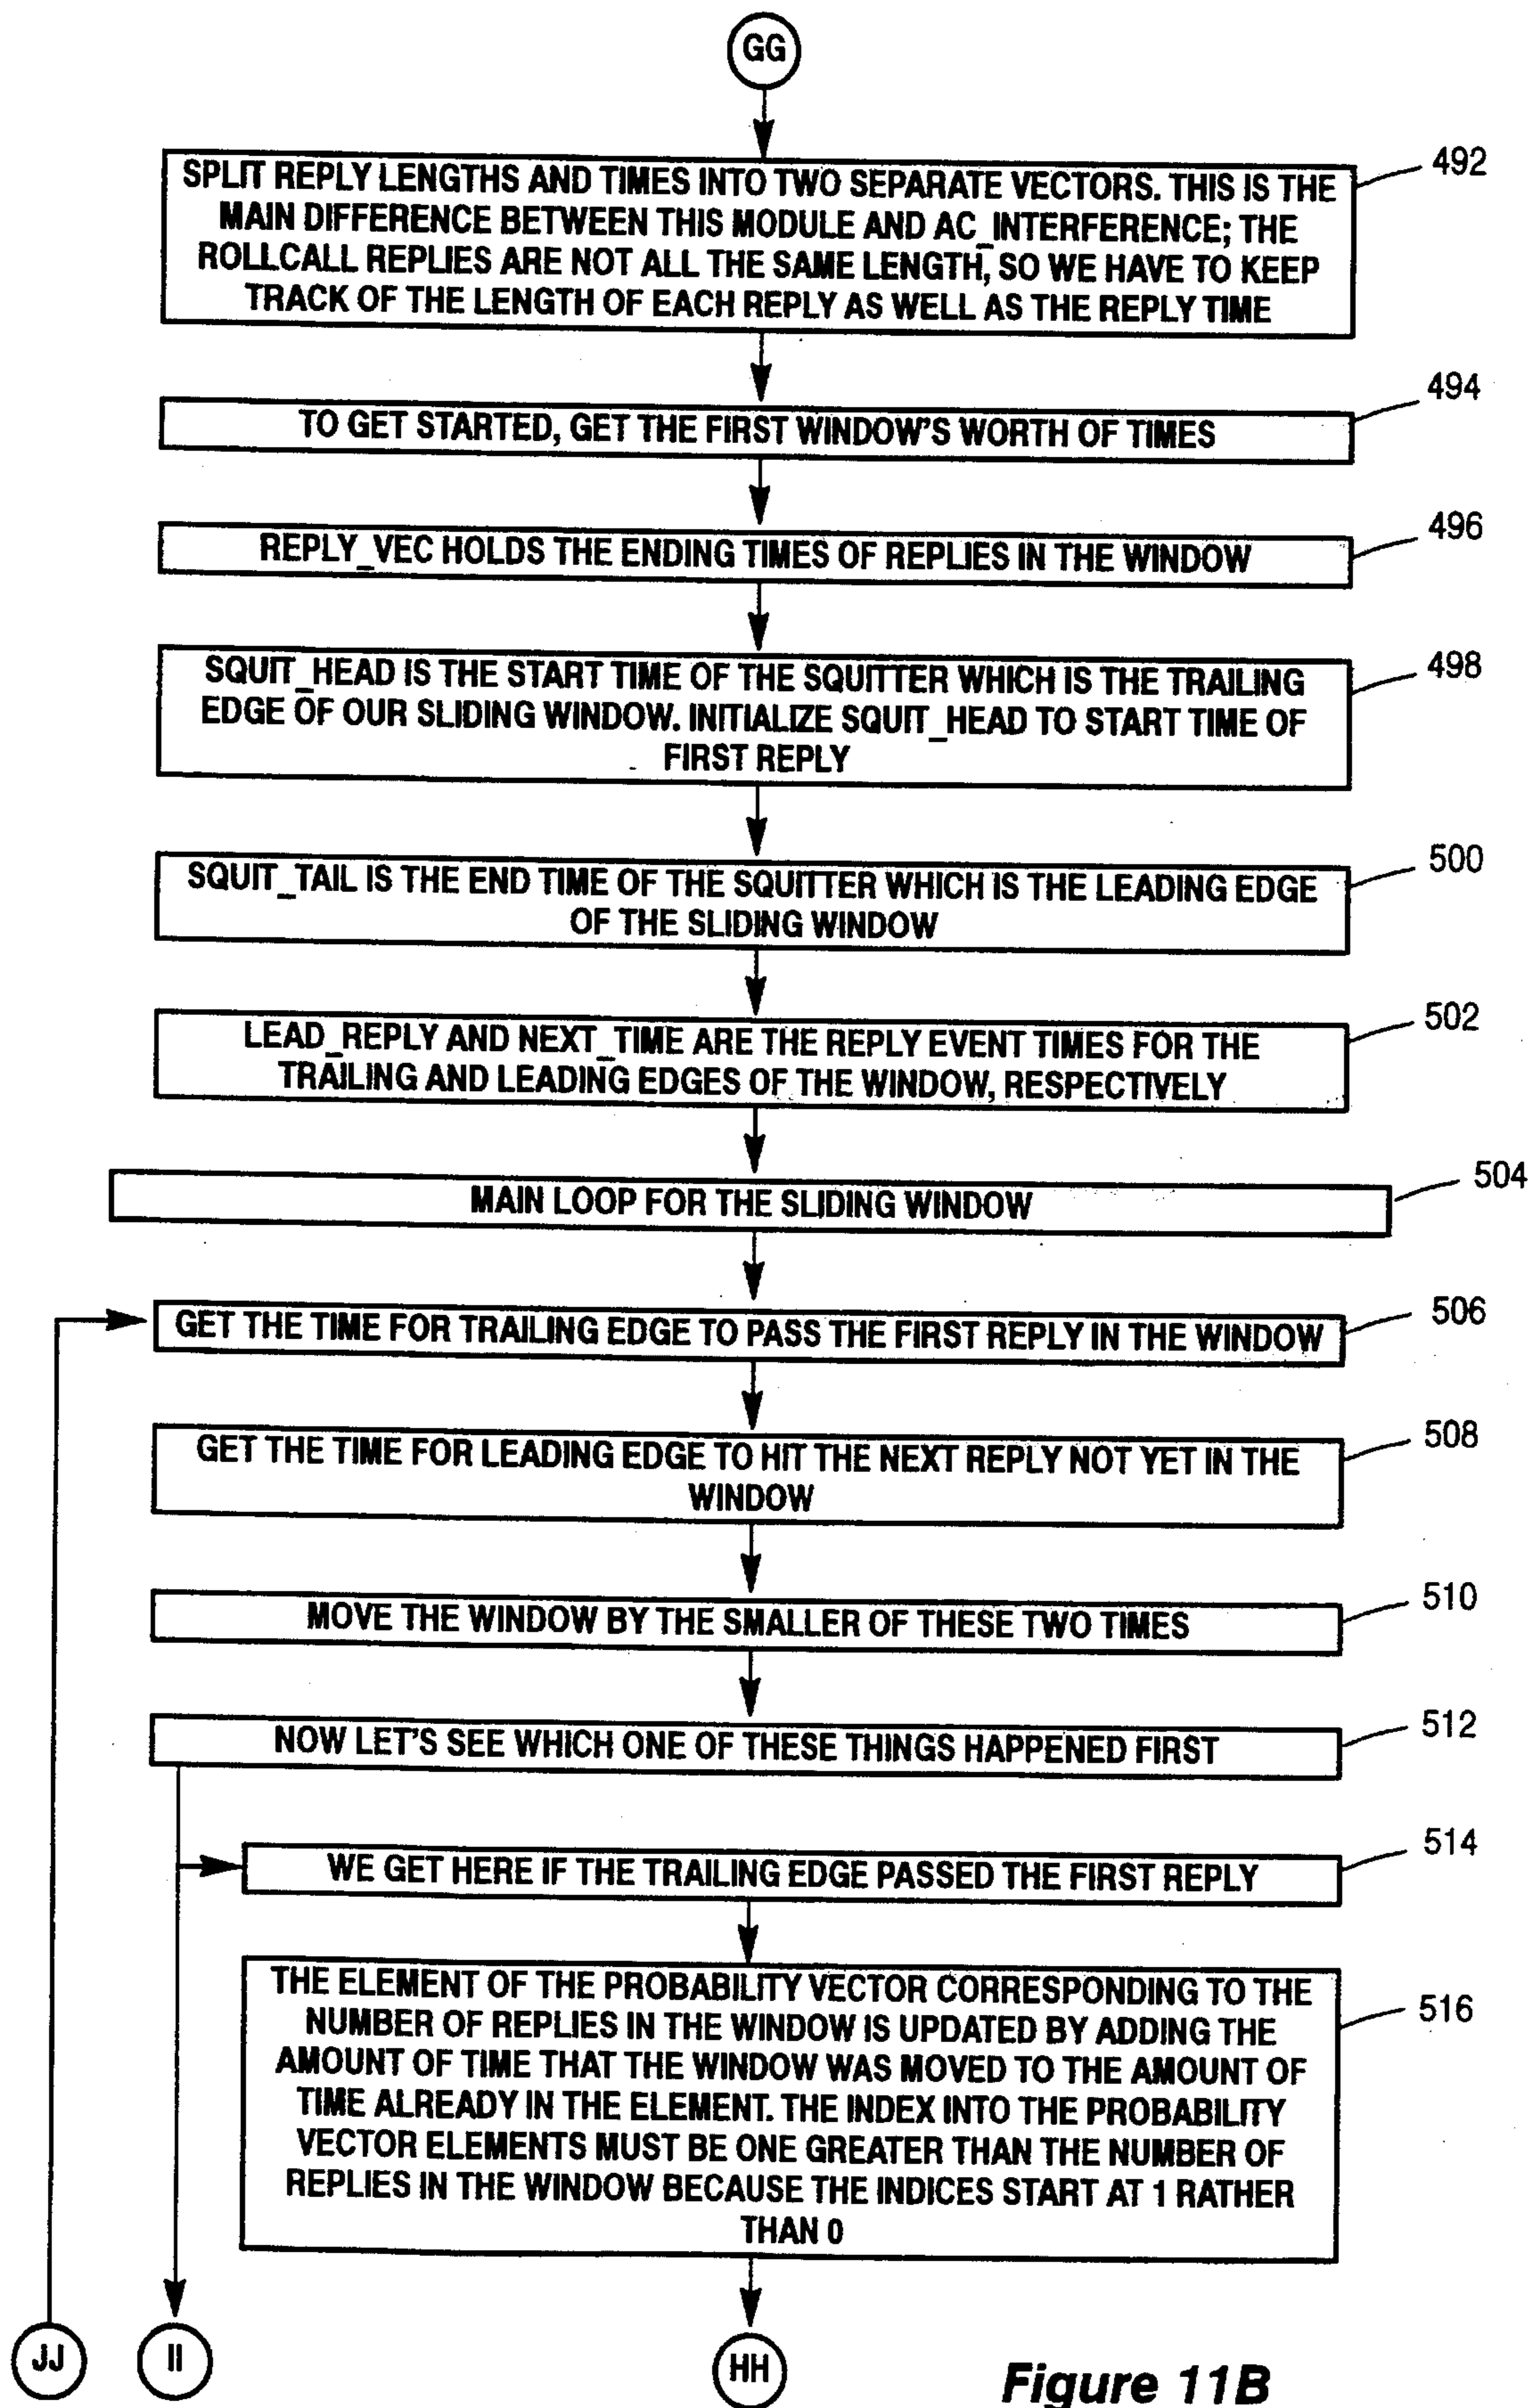 GG
SPLIT REPLY LENGTHS AND TIMES INTO TWO SEPARATE VECTORS. THIS IS THE
MAIN DIFFERENCE BETWEEN THIS MODULE AND AC_INTERFERENCE; THE
ROLLCALL REPLIES ARE NOT ALL THE SAME LENGTH, SO WE HAVE TO KEEP
TRACK OF THE LENGTH OF EACH REPLY AS WELL AS THE REPLY TIME
492
TO GET STARTED, GET THE FIRST WINDOW'S WORTH OF TIMES
494
REPLY_VEC HOLDS THE ENDING TIMES OF REPLIES IN THE WINDOW
496
SQUIT_HEAD IS THE START TIME OF THE SQUITTER WHICH IS THE TRAILING
EDGE OF OUR SLIDING WINDOW. INITIALIZE SQUIT_HEAD TO START TIME OF
FIRST REPLY
498
SQUIT_TAIL IS THE END TIME OF THE SQUITTER WHICH IS THE LEADING EDGE
OF THE SLIDING WINDOW
500
LEAD_REPLY AND NEXT_TIME ARE THE REPLY EVENT TIMES FOR THE
TRAILING AND LEADING EDGES OF THE WINDOW, RESPECTIVELY
502
MAIN LOOP FOR THE SLIDING WINDOW
504
GET THE TIME FOR TRAILING EDGE TO PASS THE FIRST REPLY IN THE WINDOW
506
GET THE TIME FOR LEADING EDGE TO HIT THE NEXT REPLY NOT YET IN THE
WINDOW
508
MOVE THE WINDOW BY THE SMALLER OF THESE TWO TIMES
510
NOW LET'S SEE WHICH ONE OF THESE THINGS HAPPENED FIRST
512
WE GET HERE IF THE TRAILING EDGE PASSED THE FIRST REPLY
514
THE ELEMENT OF THE PROBABILITY VECTOR CORRESPONDING TO THE
NUMBER OF REPLIES IN THE WINDOW IS UPDATED BY ADDING THE
AMOUNT OF TIME THAT THE WINDOW WAS MOVED TO THE AMOUNT OF
TIME ALREADY IN THE ELEMENT. THE INDEX INTO THE PROBABILITY
VECTOR ELEMENTS MUST BE ONE GREATER THAN THE NUMBER OF
REPLIES IN THE WINDOW BECAUSE THE INDICES START AT 1 RATHER
THAN 0
516
JJ
II
HH
Figure 11B